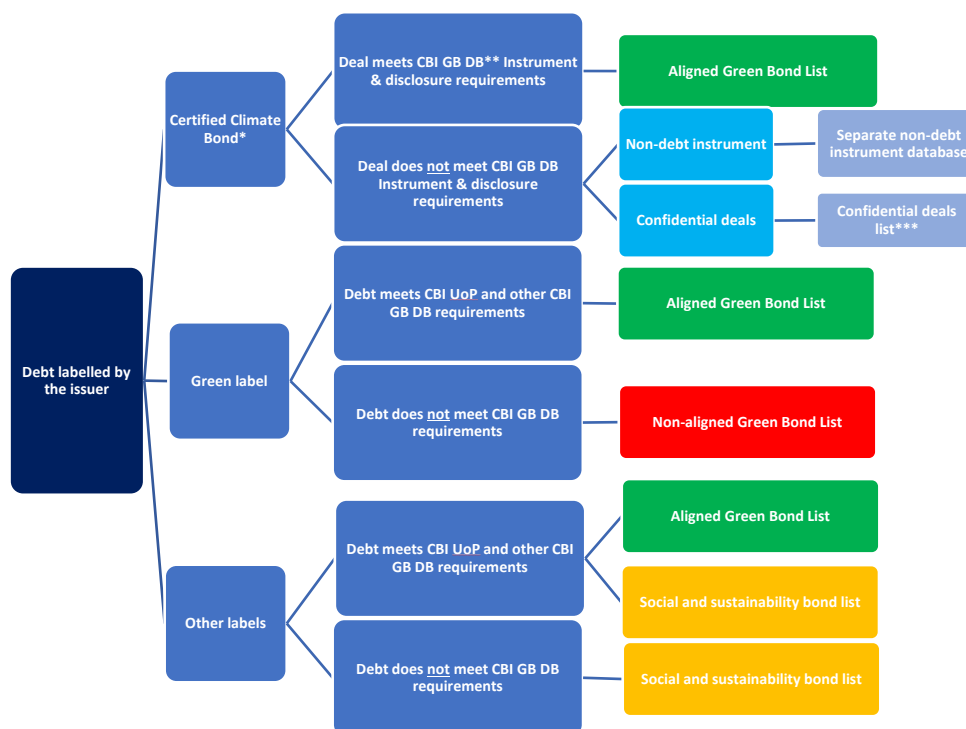 Debt labelled by
the issuer
Certified Climate
Bond*
Deal meets CBI GB DB** Instrument
& disclosure requirements
Aligned Green Bond List
Deal does not meet CBI GB DB
Instrument & disclosure
requirements
Non-debt instrument
Separate non-debt
instrument database
Confidential deals
Confidential deals
list***
Green label
Debt meets CBI UoP and other CBI
GB DB requirements
Aligned Green Bond List
Debt does not meet CBI GB DB
requirements
Non-aligned Green Bond List
Other labels
Debt meets CBI UoP and other CBI
GB DB requirements
Aligned Green Bond List
Social and sustainability bond list
Debt does not meet CBI GB DB
requirements
Social and sustainability bond list